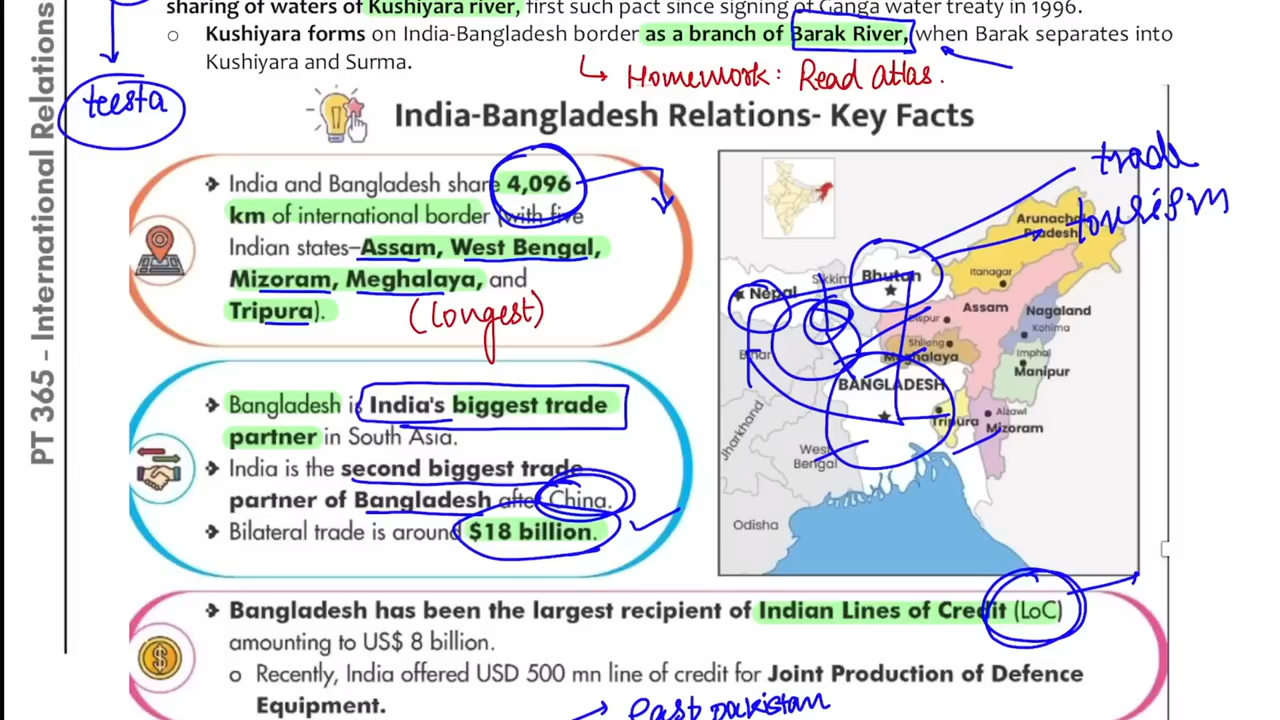 sharing of waters of Kushiyara river, first such pact since signing of Ganga water treaty in 1996.
o Kushiyara forms on India-Bangladesh border as a branch of Barak River, when Barak separates into
Kushiyara and Surma.
Homework: Read atlas.
teesta
PT 365 - International Relations
India-Bangladesh Relations- Key Facts
India and Bangladesh share 4,096
km of international border (with five
Indian states–Assam, West Bengal,
Mizoram, Meghalaya, and
Tripura).
(longest)
Bangladesh is India's biggest trade
partner in South Asia.
India is the second biggest trade
partner of Bangladesh after China.
Bilateral trade is around $18 billion.
trade
tourism
Arunachal
Pradesh
Itanagar
Bhutan
Sikkim
Nepal
Assam
Nagaland
Kohima
Dispur
Shillong
Meghalaya
Imphal
Manipur
Bihar
BANGLADESH
Tripura
Aizawl
Mizoram
Jharkhand
West
Bengal
Odisha
Bangladesh has been the largest recipient of Indian Lines of Credit (LoC)
amounting to US$ 8 billion.
o Recently, India offered USD 500 mn line of credit for Joint Production of Defence
Equipment.
East pakistan